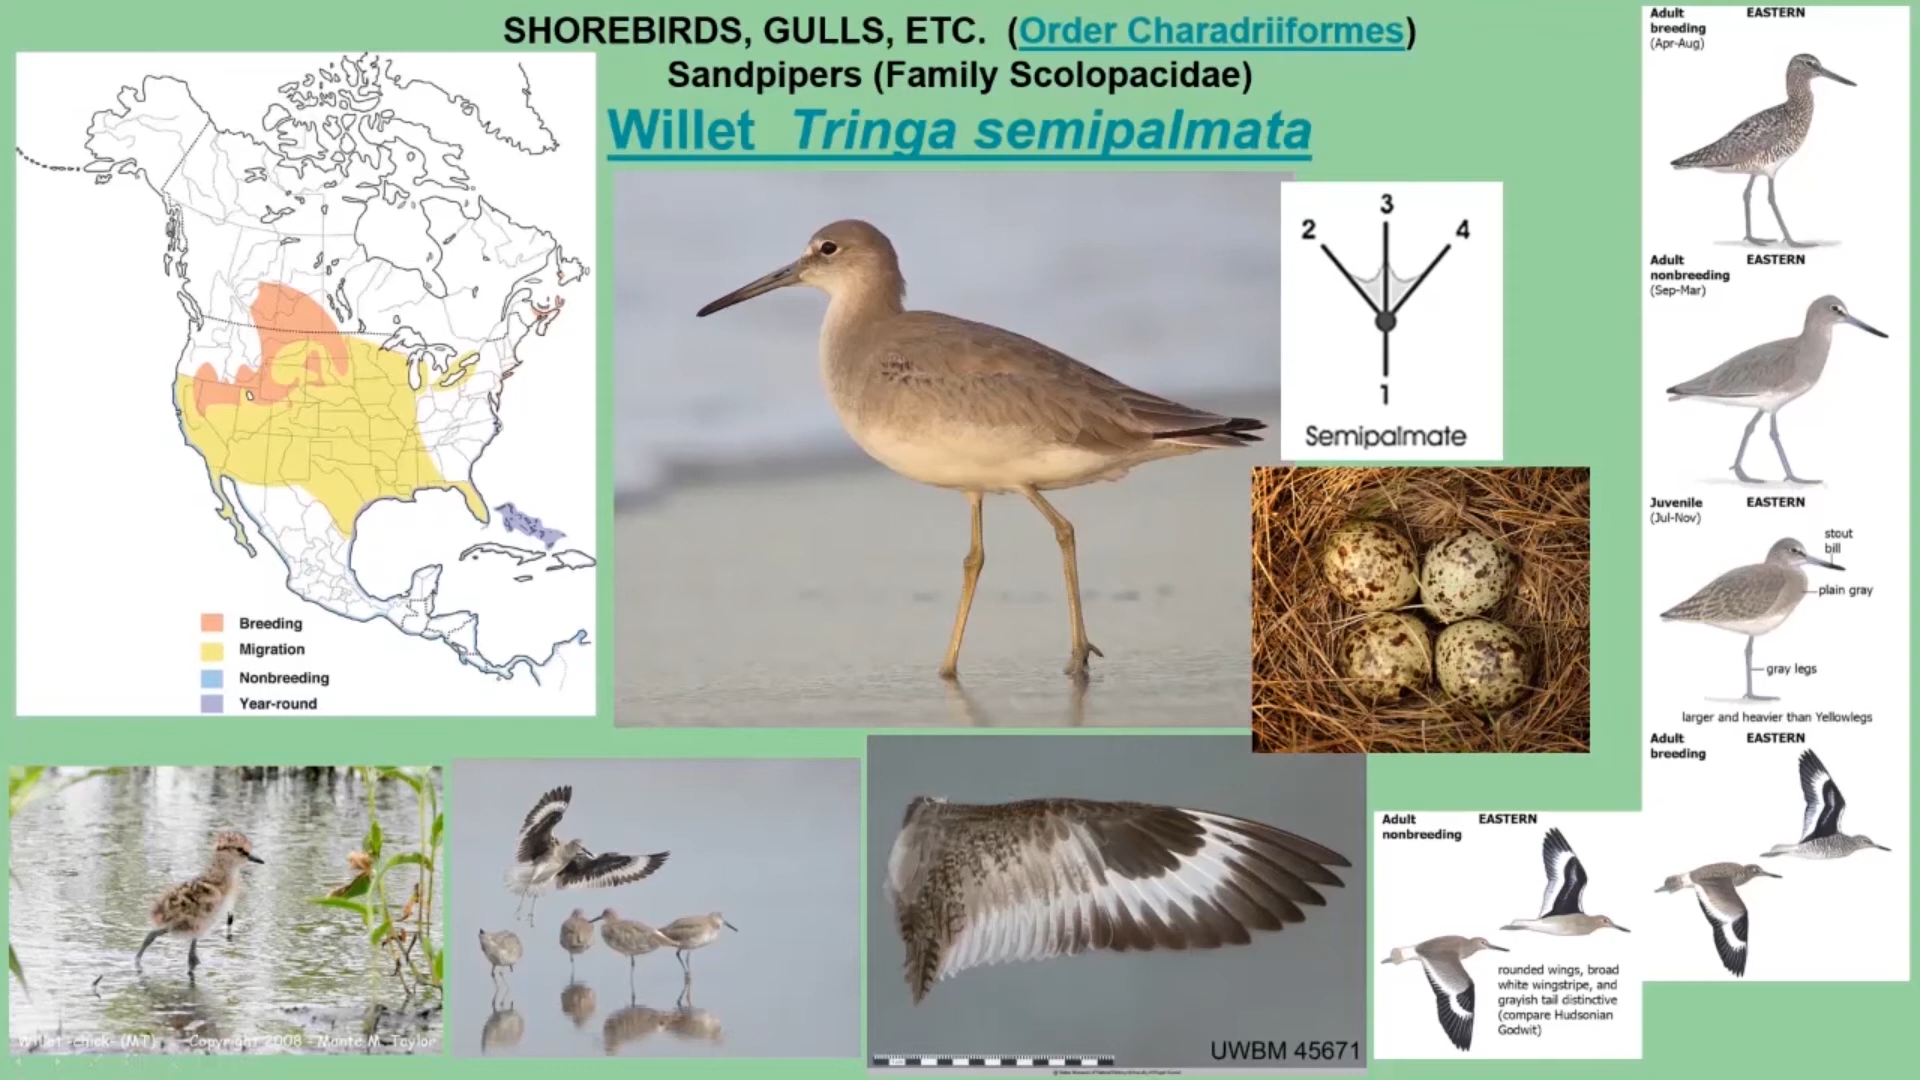 SHOREBIRDS, GULLS, ETC. (Order Charadriiformes)
Sandpipers (Family Scolopacidae)
Willet Tringa semipalmata
Breeding
Migration
Nonbreeding
Year-round
3
2
4
1
Semipalmate
Adult EASTERN
breeding
(Apr-Aug)
Adult EASTERN
nonbreeding
(Sep-Mar)
Juvenile EASTERN
(Jul-Nov)
stout
bill
plain gray
gray legs
larger and heavier than Yellowlegs
Adult EASTERN
breeding
Adult EASTERN
nonbreeding
rounded wings, broad
white wingstripe, and
grayish tail distinctive
(compare Hudsonian
Godwit)
Willet -chick- (MT) Copyright 2008 - Monte M. Taylor
UWBM 45671